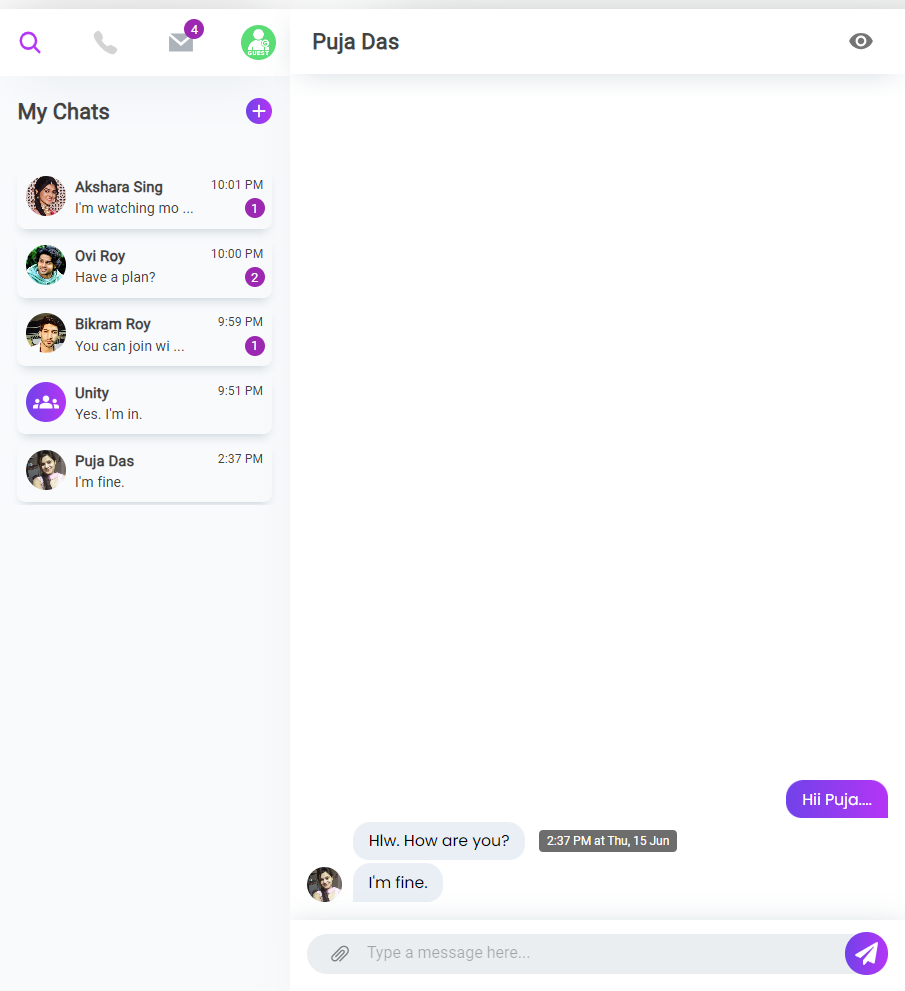 4
GUEST
Puja Das
My Chats
Akshara Sing
10:01 PM
I'm watching mo ...
1
Ovi Roy
10:00 PM
Have a plan?
2
Bikram Roy
9:59 PM
You can join wi ...
1
Unity
9:51 PM
Yes. I'm in.
Puja Das
2:37 PM
I'm fine.
Hii Puja....
Hlw. How are you?
2:37 PM at Thu, 15 Jun
I'm fine.
Type a message here...